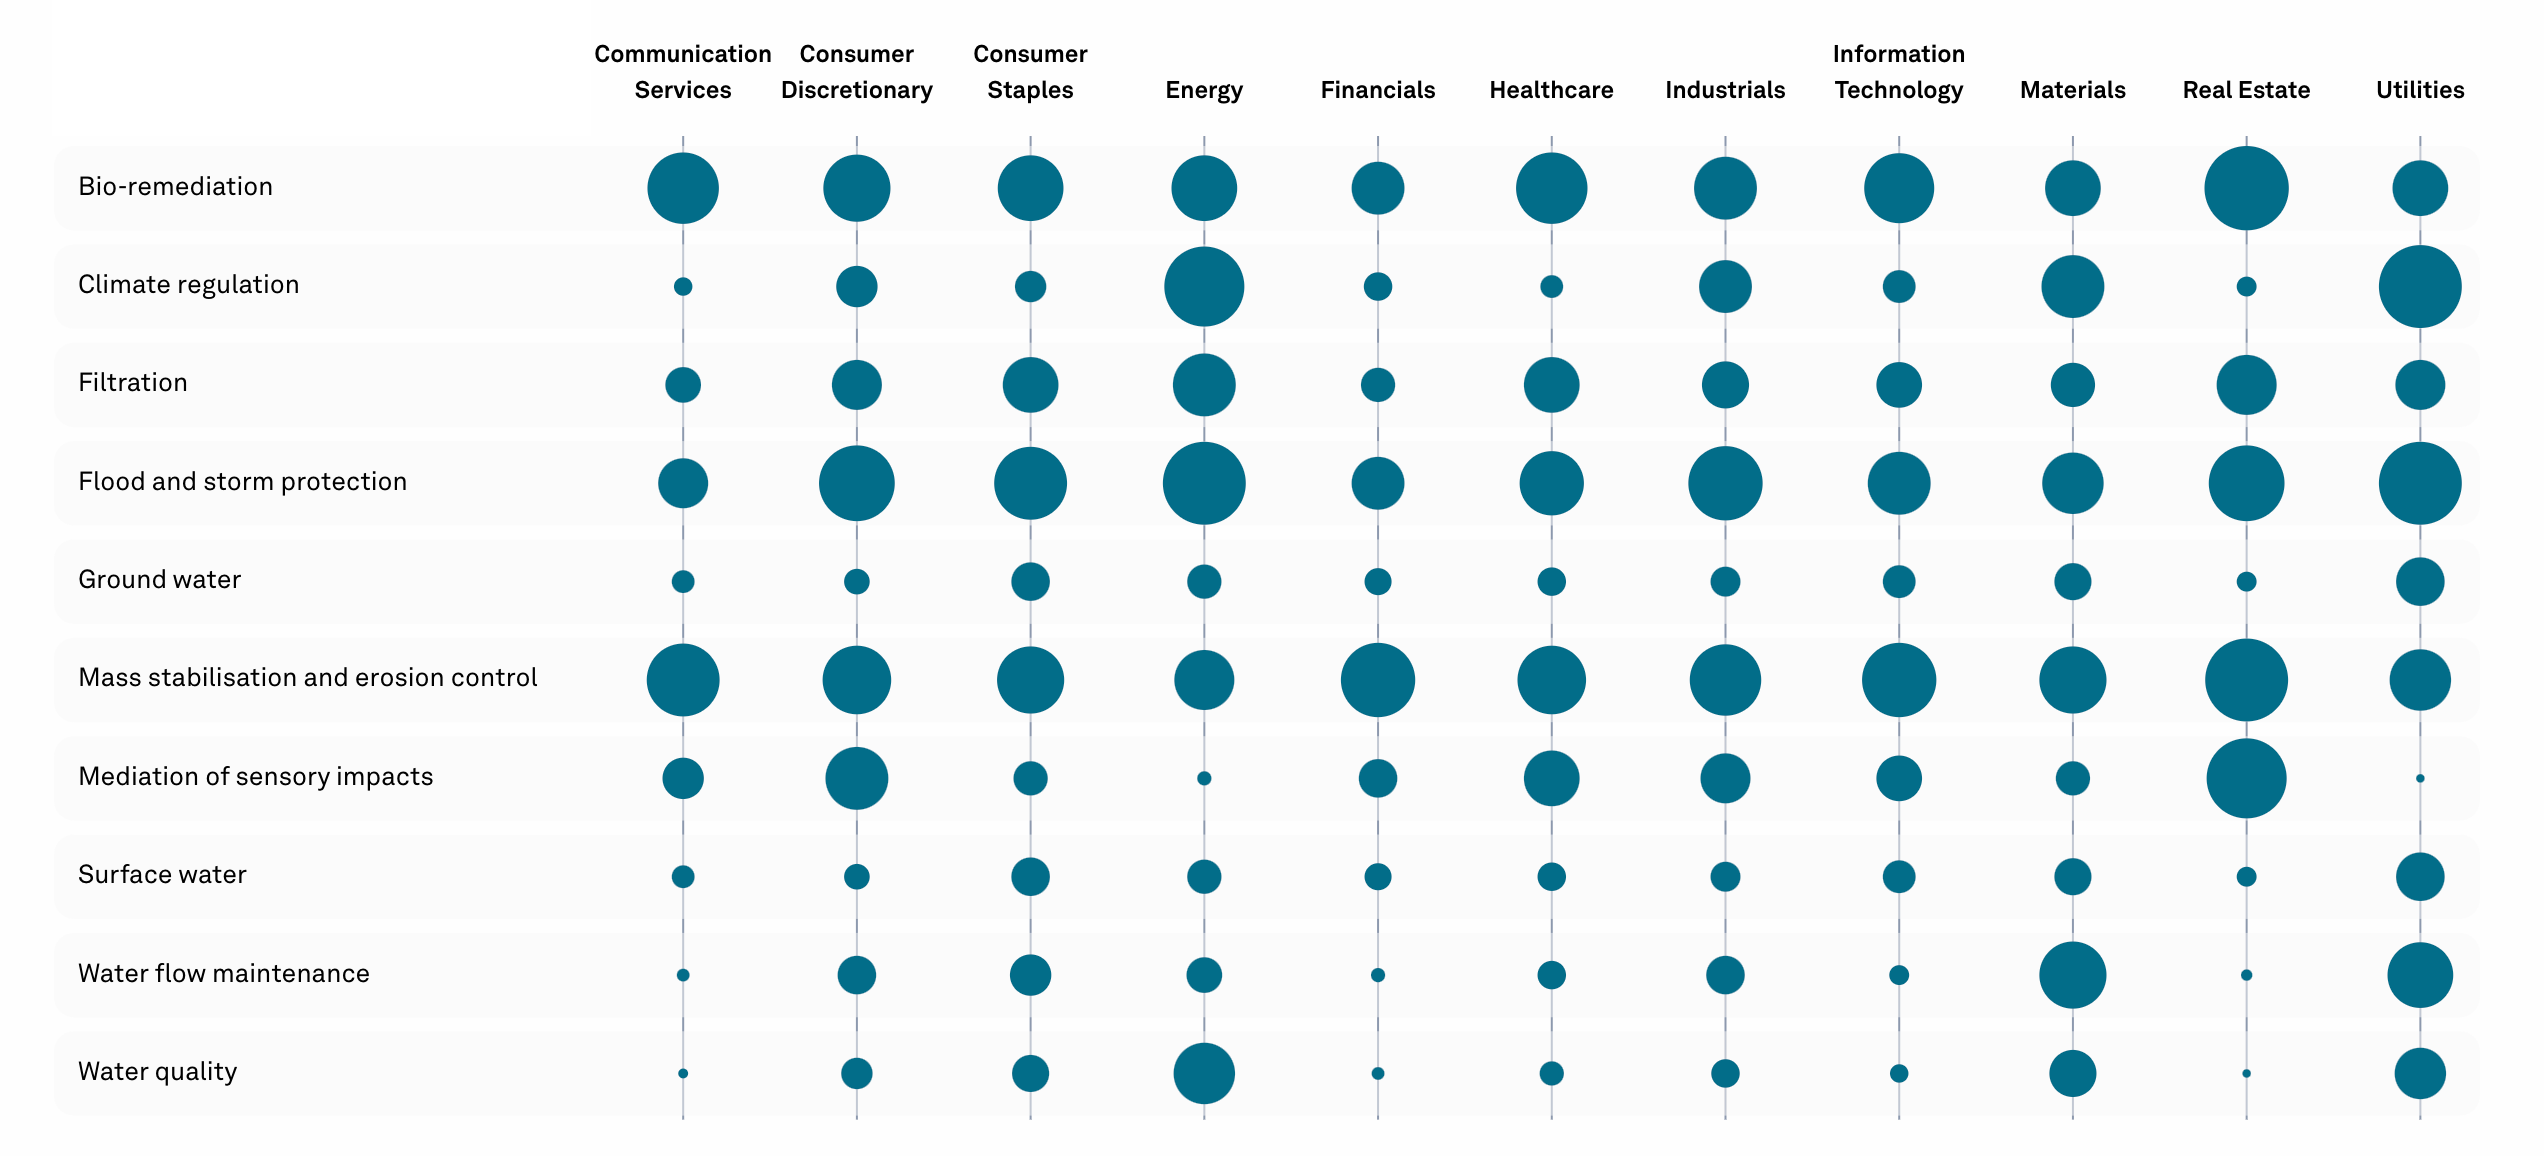 Communication Services
Consumer Discretionary
Consumer Staples
Energy
Financials
Healthcare
Industrials
Information Technology
Materials
Real Estate
Utilities
Bio-remediation
Climate regulation
Filtration
Flood and storm protection
Ground water
Mass stabilisation and erosion control
Mediation of sensory impacts
Surface water
Water flow maintenance
Water quality